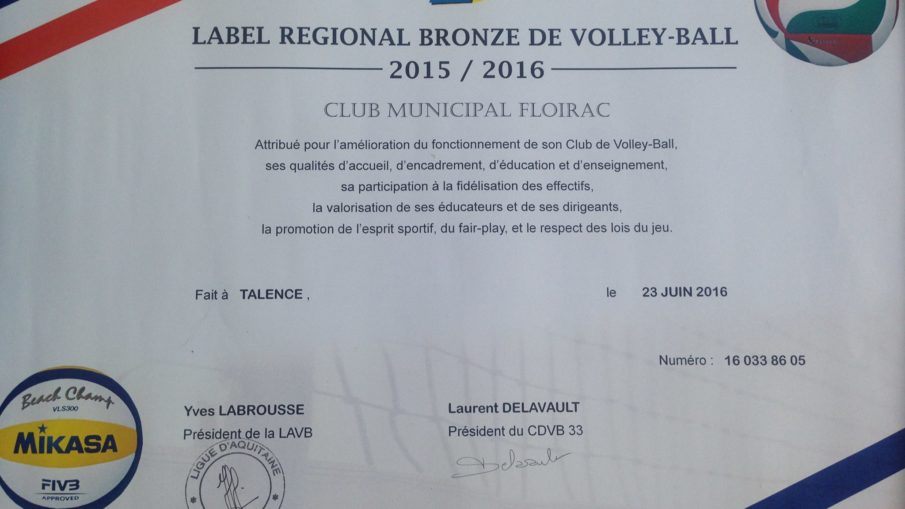 LABEL REGIONAL BRONZE DE VOLLEY-BALL
2015 / 2016
CLUB MUNICIPAL FLOIRAC
Attribué pour l'amélioration du fonctionnement de son Club de Volley-Ball,
ses qualités d'accueil, d'encadrement, d'éducation et d'enseignement,
sa participation à la fidélisation des effectifs,
la valorisation de ses éducateurs et de ses dirigeants,
la promotion de l'esprit sportif, du fair-play, et le respect des lois du jeu.
Fait à TALENCE , le 23 JUIN 2016
Numéro : 16 033 86 05
Beach Champ
VLS300
MIKASA
FIVB
APPROVED
Yves LABROUSSE
Président de la LAVB
LIGUE D'AQUITAINE
Laurent DELAVAULT
Président du CDVB 33
Delavault